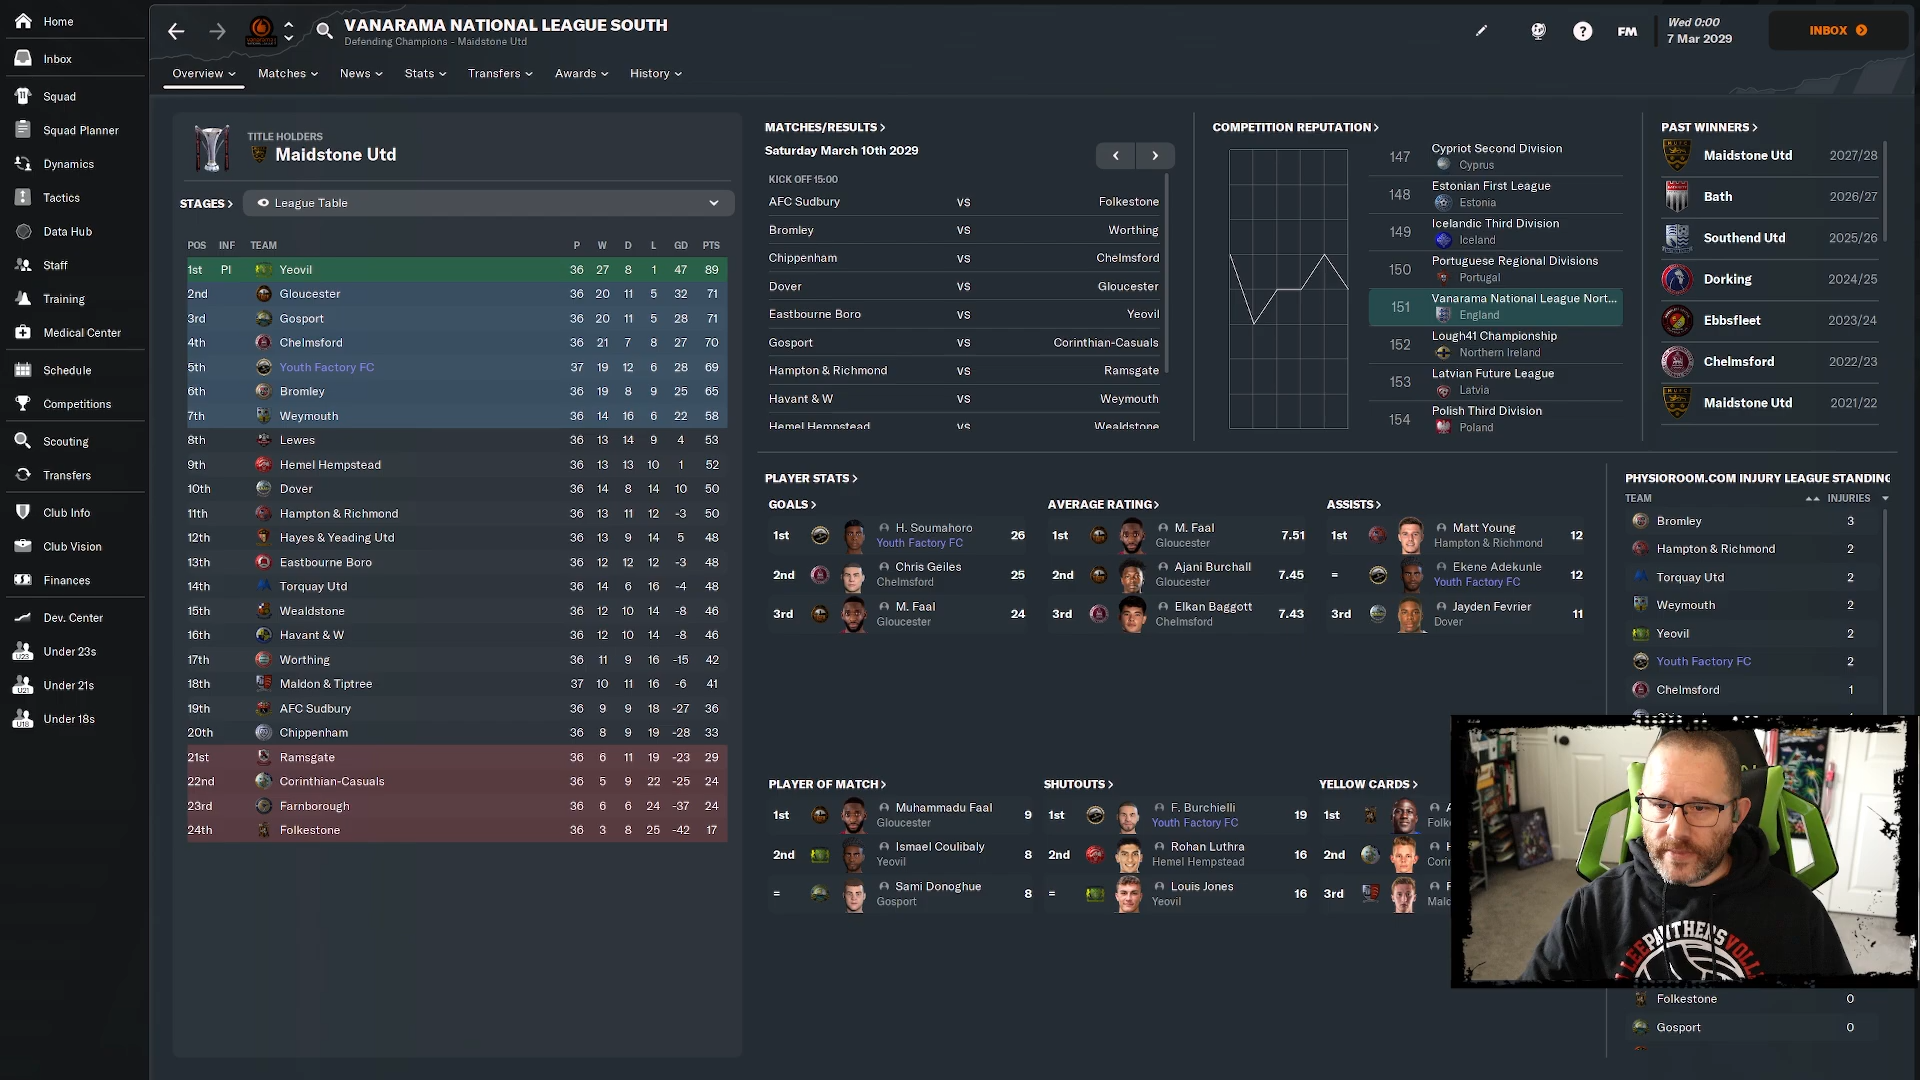 Home
Inbox
Squad
Squad Planner
Dynamics
Tactics
Data Hub
Staff
Training
Medical Center
Schedule
Competitions
Scouting
Transfers
Club Info
Club Vision
Finances
Dev. Center
Under 23s
Under 21s
Under 18s
VANARAMA NATIONAL LEAGUE SOUTH
Defending Champions - Maidstone Utd
FM
Wed 0:00
7 Mar 2029
INBOX
Overview Matches News Stats Transfers Awards History
TITLE HOLDERS
Maidstone Utd
STAGES League Table
POS INF TEAM P W D L GD PTS
1st PI Yeovil 36 27 8 1 47 89
2nd Gloucester 36 20 11 5 32 71
3rd Gosport 36 20 11 5 28 71
4th Chelmsford 36 21 7 8 27 70
5th Youth Factory FC 37 19 12 6 28 69
6th Bromley 36 19 8 9 25 65
7th Weymouth 36 14 16 6 22 58
8th Lewes 36 13 14 9 4 53
9th Hemel Hempstead 36 13 13 10 1 52
10th Dover 36 14 8 14 10 50
11th Hampton & Richmond 36 13 11 12 -3 50
12th Hayes & Yeading Utd 36 13 9 14 5 48
13th Eastbourne Boro 36 12 12 12 -3 48
14th Torquay Utd 36 14 6 16 -4 48
15th Wealdstone 36 12 10 14 -8 46
16th Havant & W 36 12 10 14 -8 46
17th Worthing 36 11 9 16 -15 42
18th Maldon & Tiptree 37 10 11 16 -6 41
19th AFC Sudbury 36 9 9 18 -27 36
20th Chippenham 36 8 9 19 -28 33
21st Ramsgate 36 6 11 19 -23 29
22nd Corinthian-Casuals 36 5 9 22 -25 24
23rd Farnborough 36 6 6 24 -37 24
24th Folkestone 36 3 8 25 -42 17
MATCHES/RESULTS
Saturday March 10th 2029
KICK OFF 15:00
AFC Sudbury VS Folkestone
Bromley VS Worthing
Chippenham VS Chelmsford
Dover VS Gloucester
Eastbourne Boro VS Yeovil
Gosport VS Corinthian-Casuals
Hampton & Richmond VS Ramsgate
Havant & W VS Weymouth
Hemel Hempstead VS Wealdstone
COMPETITION REPUTATION
147 Cypriot Second Division
Cyprus
148 Estonian First League
Estonia
149 Icelandic Third Division
Iceland
150 Portuguese Regional Divisions
Portugal
151 Vanarama National League Nort...
England
152 Lough41 Championship
Northern Ireland
153 Latvian Future League
Latvia
154 Polish Third Division
Poland
PAST WINNERS
Maidstone Utd 2027/28
Bath 2026/27
Southend Utd 2025/26
Dorking 2024/25
Ebbsfleet 2023/24
Chelmsford 2022/23
Maidstone Utd 2021/22
PLAYER STATS
GOALS
1st H. Soumahoro 26
Youth Factory FC
2nd Chris Geiles 25
Chelmsford
3rd M. Faal 24
Gloucester
AVERAGE RATING
1st M. Faal 7.51
Gloucester
2nd Ajani Burchall 7.45
Gloucester
3rd Elkan Baggott 7.43
Chelmsford
ASSISTS
1st Matt Young 12
Hampton & Richmond
= Ekene Adekunle 12
Youth Factory FC
3rd Jayden Fevrier 11
Dover
PLAYER OF MATCH
1st Muhammadu Faal 9
Gloucester
2nd Ismael Coulibaly 8
Yeovil
= Sami Donoghue 8
Gosport
SHUTOUTS
1st F. Burchielli 19
Youth Factory FC
2nd Rohan Luthra 16
Hemel Hempstead
= Louis Jones 16
Yeovil
YELLOW CARDS
1st
2nd
3rd
PHYSIOROOM.COM INJURY LEAGUE STANDING
TEAM INJURIES
Bromley 3
Hampton & Richmond 2
Torquay Utd 2
Weymouth 2
Yeovil 2
Youth Factory FC 2
Chelmsford 1
Folkestone 0
Gosport 0
LEE PANTHERS VOLL